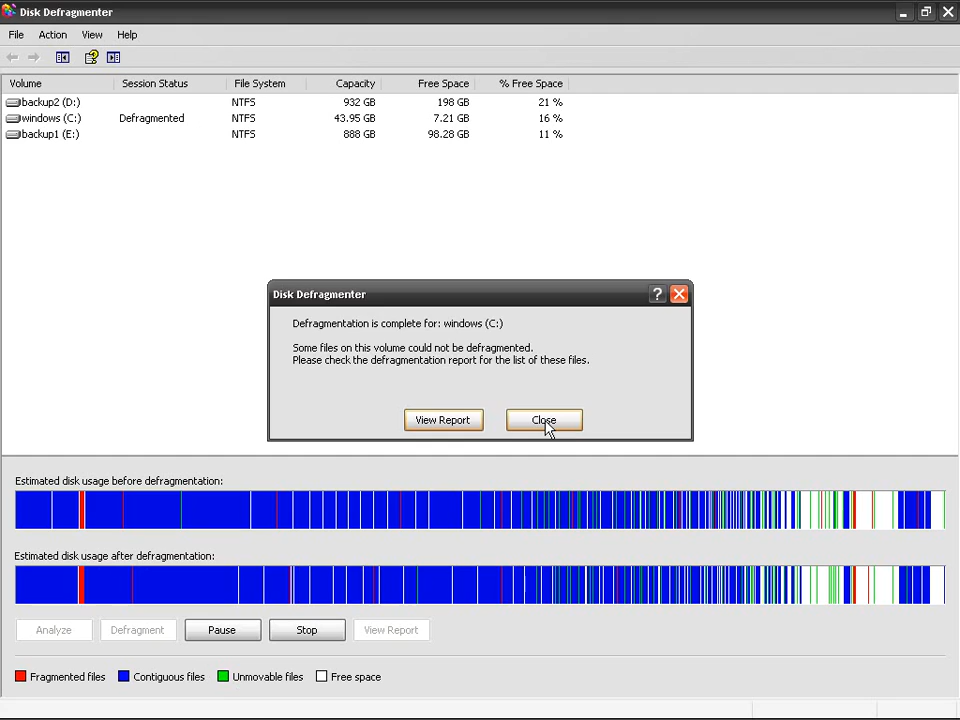 Disk Defragmenter
File Action View Help
Volume Session Status File System Capacity Free Space % Free Space
backup2 (D:) NTFS 932 GB 198 GB 21 %
windows (C:) Defragmented NTFS 43.95 GB 7.21 GB 16 %
backup1 (E:) NTFS 888 GB 98.28 GB 11 %
Disk Defragmenter
Defragmentation is complete for: windows (C:)
Some files on this volume could not be defragmented.
Please check the defragmentation report for the list of these files.
View Report Close
Estimated disk usage before defragmentation:
Estimated disk usage after defragmentation:
Analyze Defragment Pause Stop View Report
Fragmented files Contiguous files Unmovable files Free space